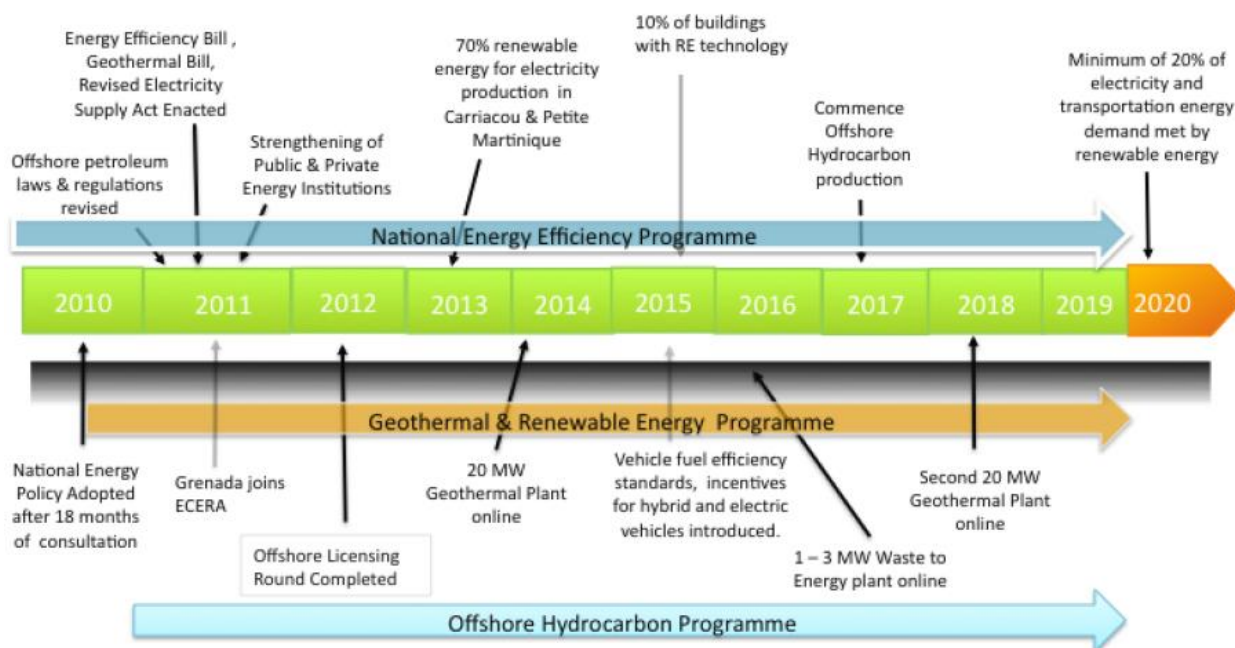 Energy Efficiency Bill ,
Geothermal Bill,
Revised Electricity
Supply Act Enacted
Offshore petroleum
laws & regulations
revised
Strengthening of
Public & Private
Energy Institutions
70% renewable
energy for electricity
production in
Carriacou & Petite
Martinique
10% of buildings
with RE technology
Commence
Offshore
Hydrocarbon
production
Minimum of 20% of
electricity and
transportation energy
demand met by
renewable energy
National Energy Efficiency Programme
2010 2011 2012 2013 2014 2015 2016 2017 2018 2019 2020
Geothermal & Renewable Energy Programme
National Energy
Policy Adopted
after 18 months
of consultation
Grenada joins
ECERA
Offshore Licensing
Round Completed
20 MW
Geothermal Plant
online
Vehicle fuel efficiency
standards, incentives
for hybrid and electric
vehicles introduced.
1 – 3 MW Waste to
Energy plant online
Second 20 MW
Geothermal Plant
online
Offshore Hydrocarbon Programme